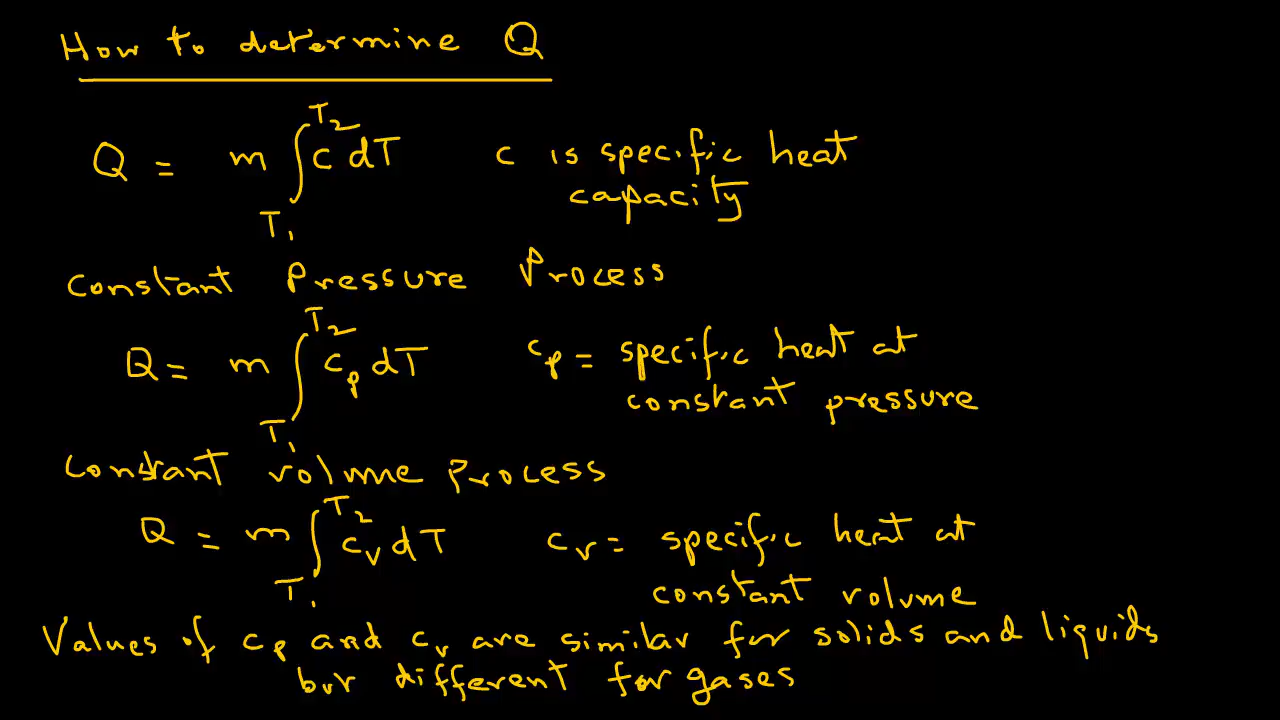 How to determine Q
Q = m ∫_{T_1}^{T_2} c dT c is specific heat
capacity
Constant Pressure Process
Q = m ∫_{T_1}^{T_2} c_p dT c_p = specific heat at
constant pressure
Constant volume process
Q = m ∫_{T_1}^{T_2} c_v dT c_v = specific heat at
constant volume
Values of c_p and c_v are similar for solids and liquids
but different for gases